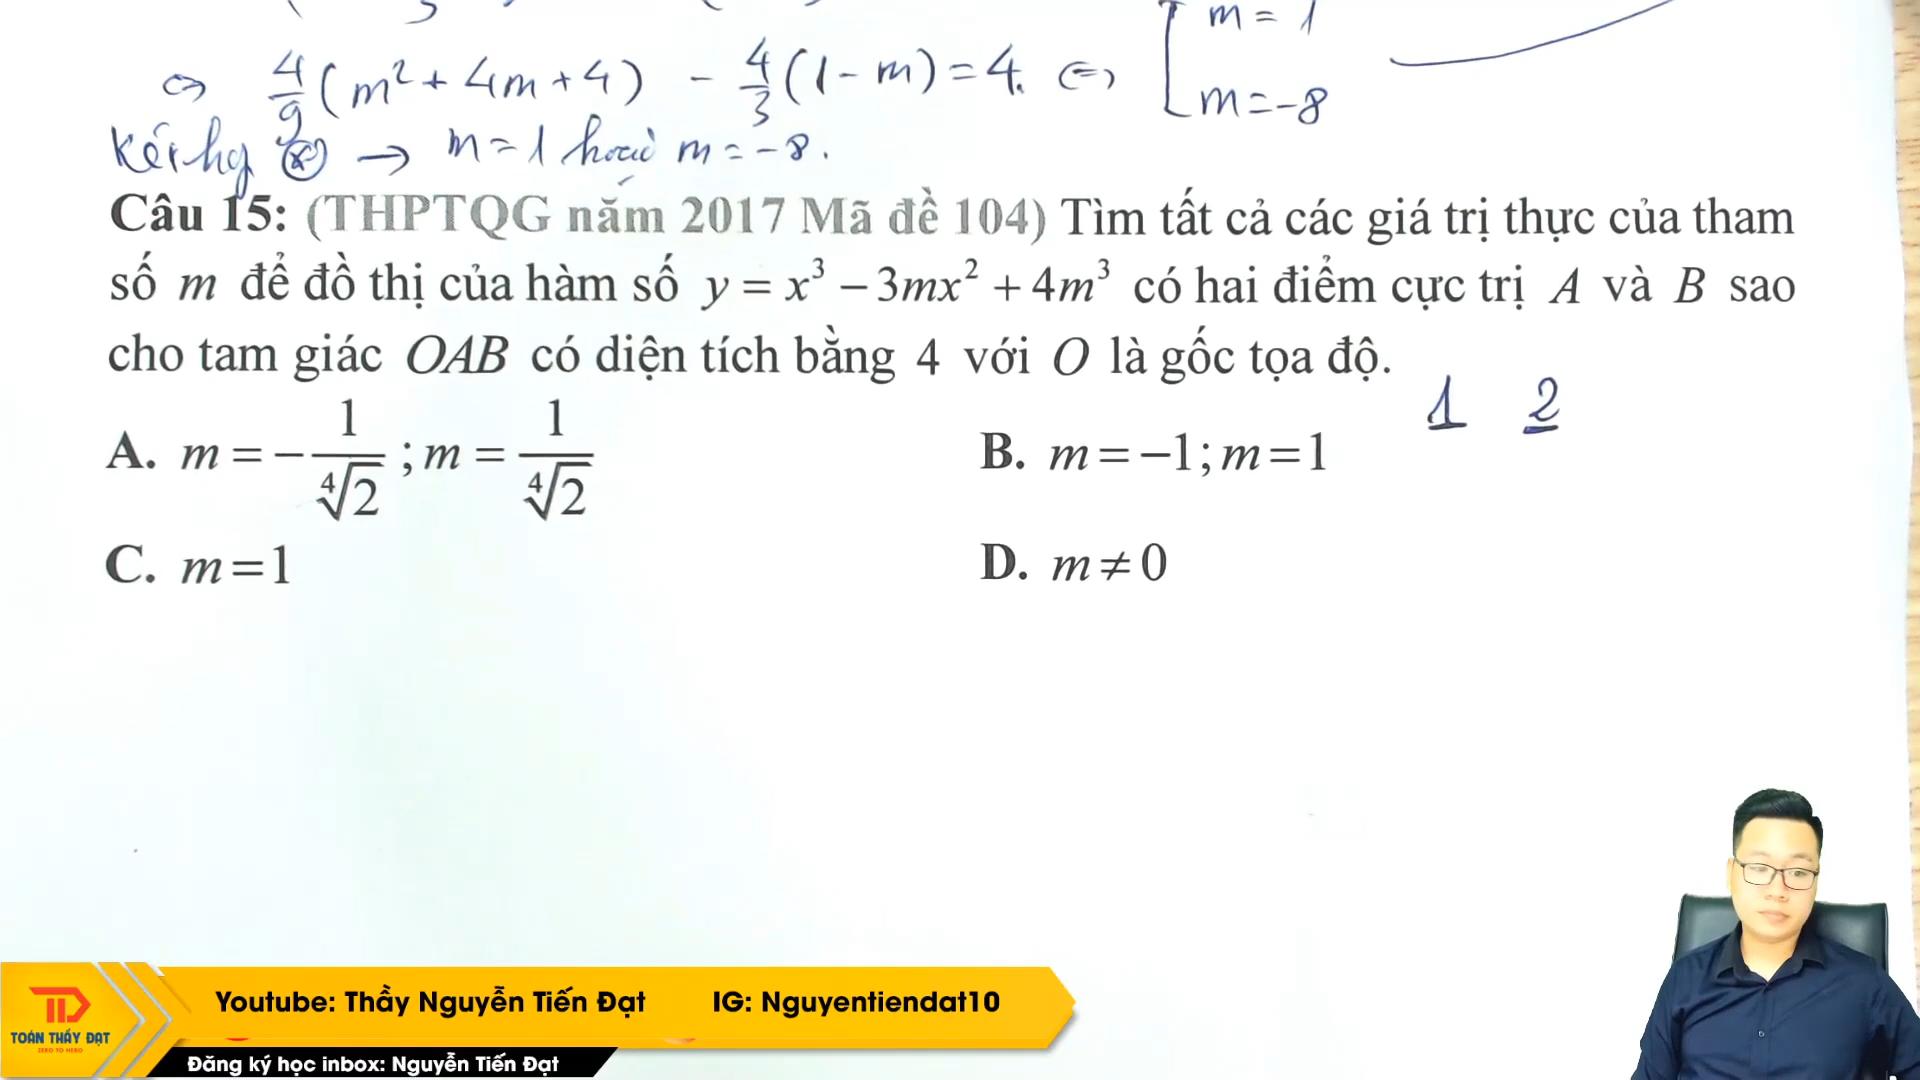 m = 1
⇔ 4/9 (m² + 4m + 4) - 4/3 (1 - m) = 4. ⇔
m = -8
(*) → m = 1 hoặc m = -8.
Câu 15: (THPTQG năm 2017 Mã đề 104) Tìm tất cả các giá trị thực của tham
số m để đồ thị của hàm số y = x³ − 3mx² + 4m³ có hai điểm cực trị A và B sao
cho tam giác OAB có diện tích bằng 4 với O là gốc tọa độ.
1 2
A. m = −1/∜2 ; m = 1/∜2 B. m = −1; m = 1
C. m = 1 D. m ≠ 0
Youtube: Thầy Nguyễn Tiến Đạt IG: Nguyentiendat10
TOÁN THẦY ĐẠT
ZERO TO HERO
Đăng ký học inbox: Nguyễn Tiến Đạt